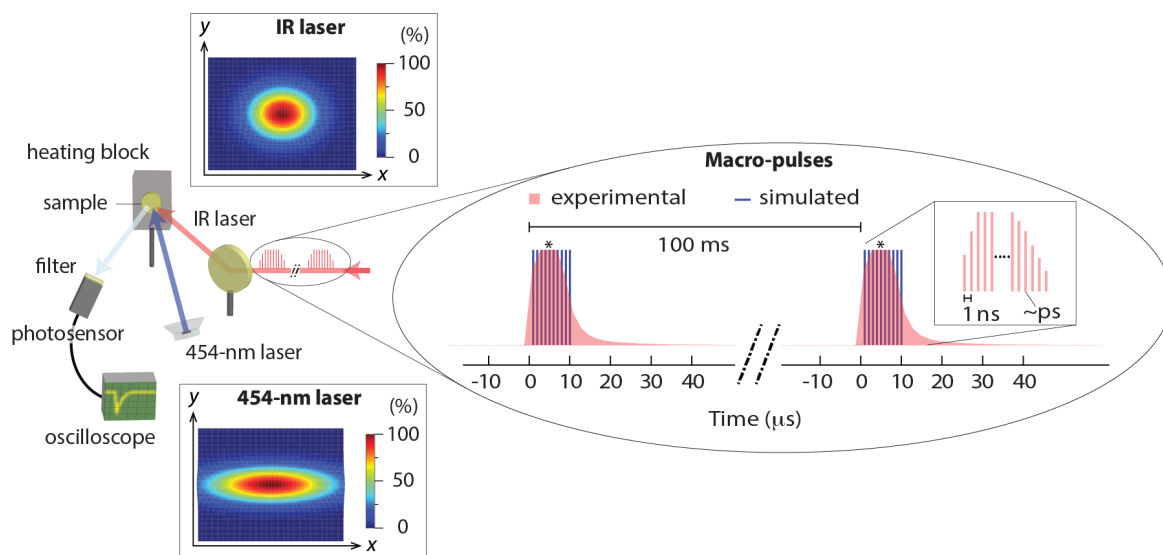 y
IR laser
(%)
100
50
0
x
heating block
sample
IR laser
filter
photosensor
454-nm laser
oscilloscope
y
454-nm laser
(%)
100
50
0
x
Macro-pulses
experimental
simulated
100 ms
*
*
1 ns
~ps
-10 0 10 20 30 40
-10 0 10 20 30 40
Time (μs)